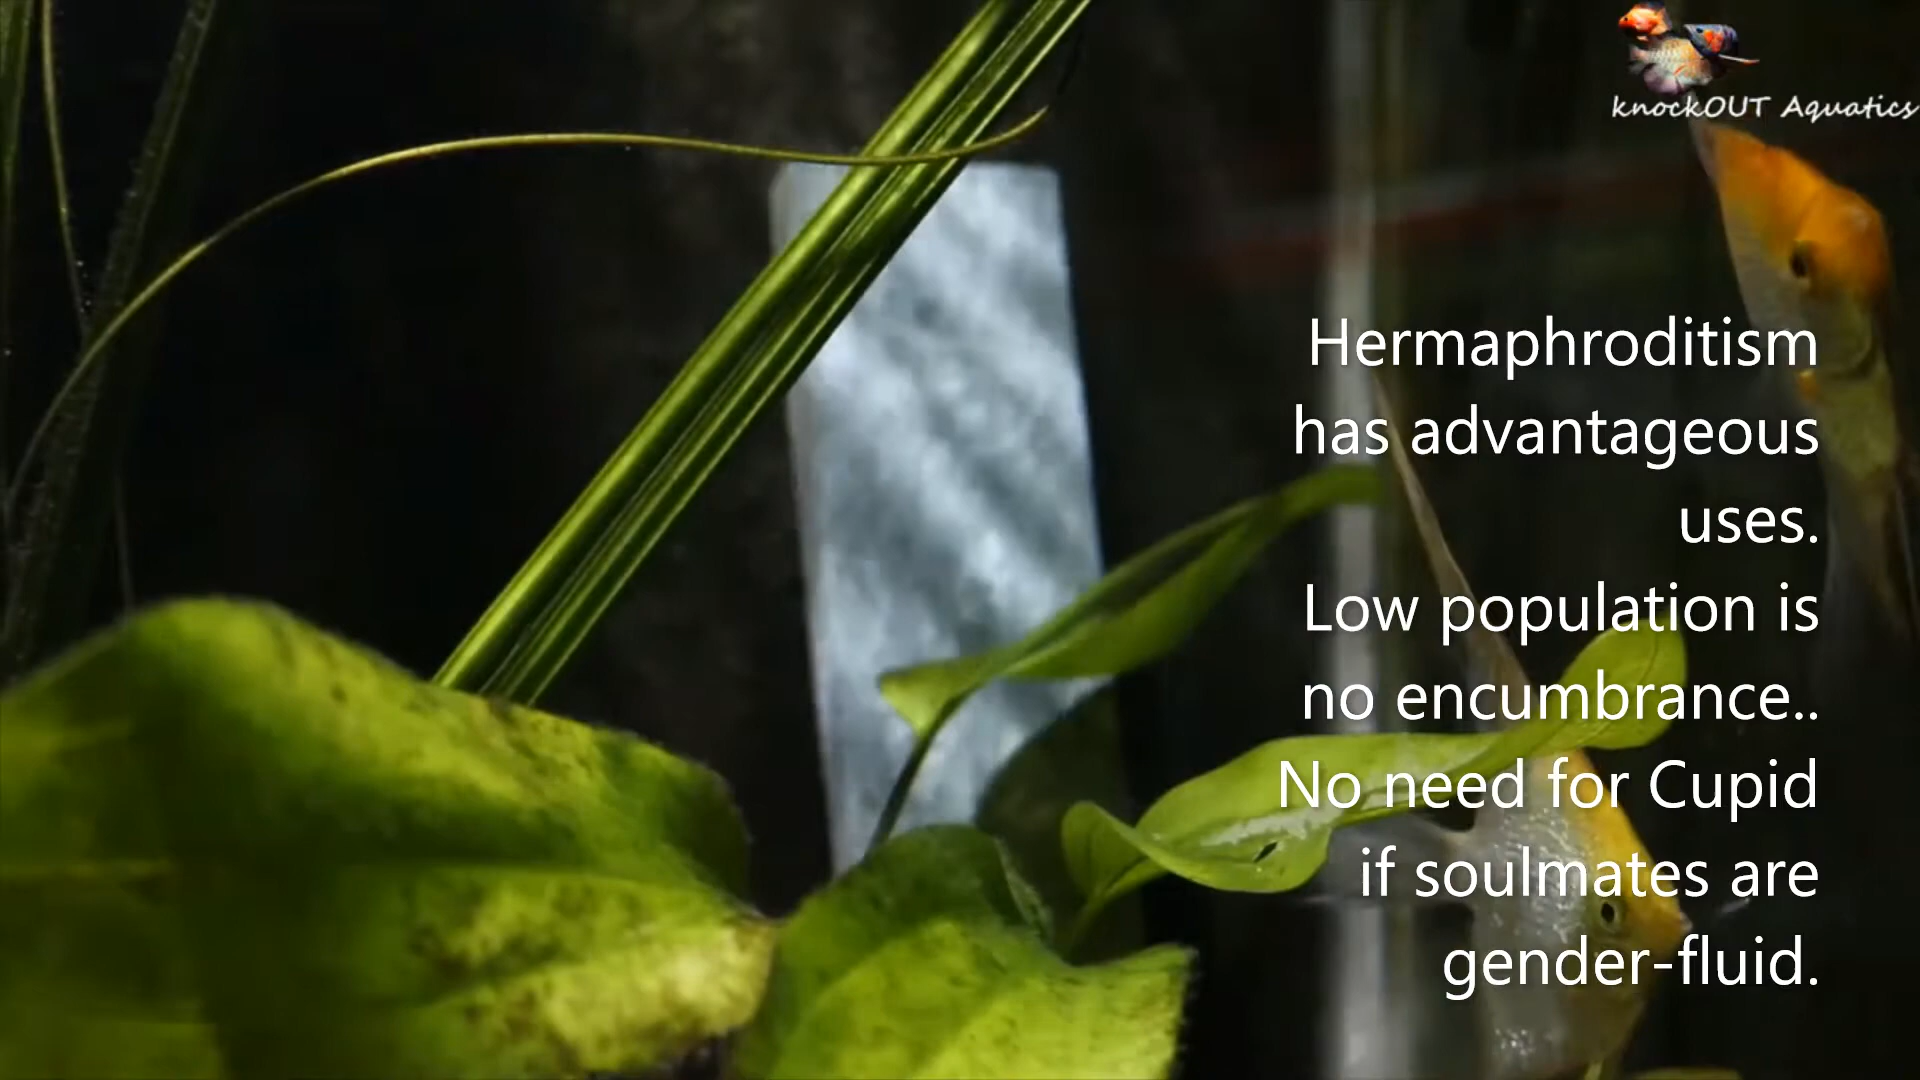 knockOUT Aquatics
Hermaphroditism
has advantageous
uses.
Low population is
no encumbrance..
No need for Cupid
if soulmates are
gender-fluid.